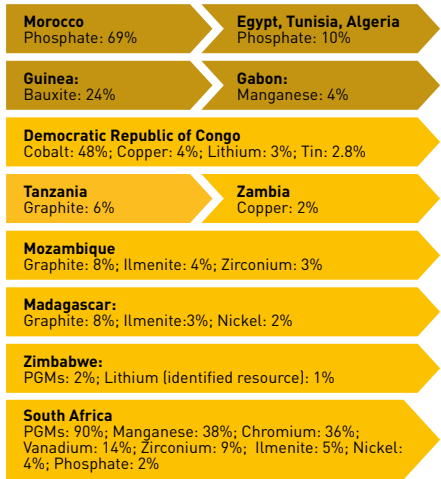 Morocco
Phosphate: 69%
Egypt, Tunisia, Algeria
Phosphate: 10%
Guinea:
Bauxite: 24%
Gabon:
Manganese: 4%
Democratic Republic of Congo
Cobalt: 48%; Copper: 4%; Lithium: 3%; Tin: 2.8%
Tanzania
Graphite: 6%
Zambia
Copper: 2%
Mozambique
Graphite: 8%; Ilmenite: 4%; Zirconium: 3%
Madagascar:
Graphite: 8%; Ilmenite:3%; Nickel: 2%
Zimbabwe:
PGMs: 2%; Lithium (identified resource): 1%
South Africa
PGMs: 90%; Manganese: 38%; Chromium: 36%;
Vanadium: 14%; Zirconium: 9%; Ilmenite: 5%; Nickel:
4%; Phosphate: 2%